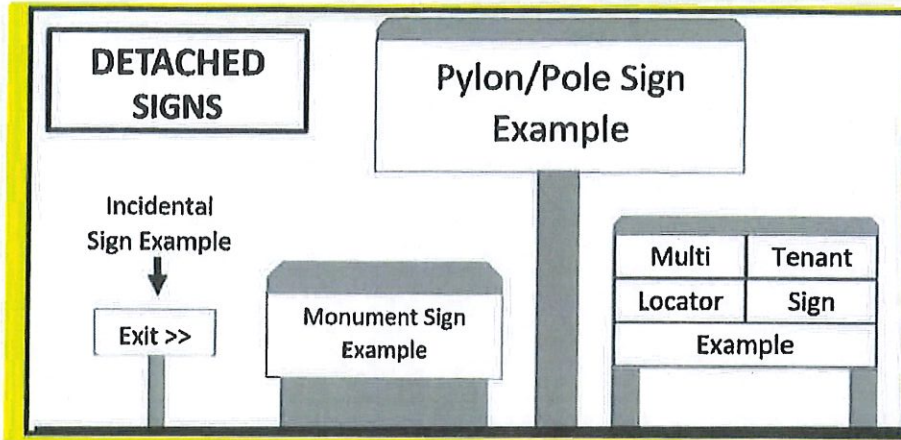 DETACHED
SIGNS
Pylon/Pole Sign
Example
Incidental
Sign Example
Exit >>
Monument Sign
Example
Multi Tenant
Locator Sign
Example